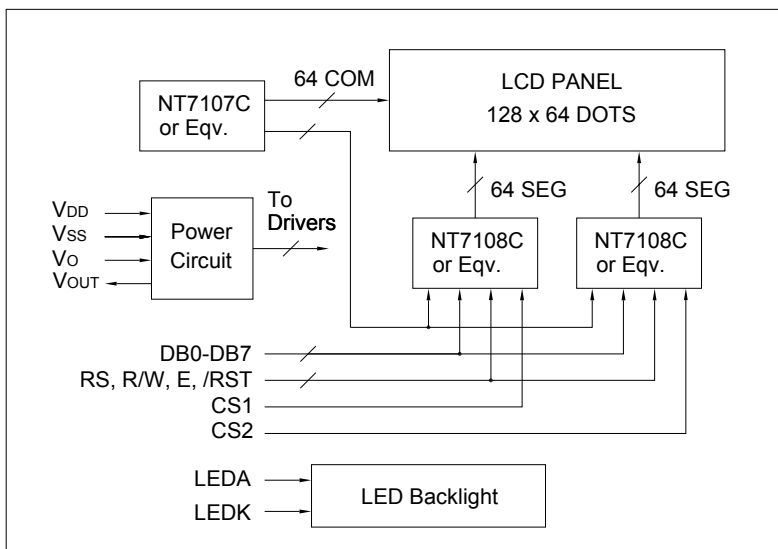 64 COM
NT7107C
or Eqv.
LCD PANEL
128 x 64 DOTS
64 SEG
64 SEG
VDD
VSS
VO
VOUT
Power
Circuit
To
Drivers
NT7108C
or Eqv.
NT7108C
or Eqv.
DB0-DB7
RS, R/W, E, /RST
CS1
CS2
LEDA
LEDK
LED Backlight